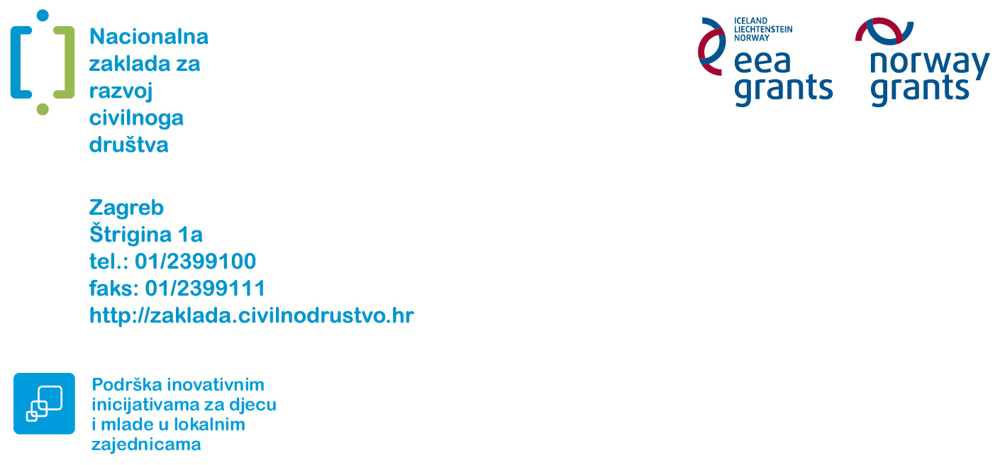 Nacionalna
zaklada za
razvoj
civilnoga
društva
Zagreb
Štrigina 1a
tel.: 01/2399100
faks: 01/2399111
http://zaklada.civilnodrustvo.hr
Podrška inovativnim
inicijativama za djecu
i mlade u lokalnim
zajednicama
ICELAND
LIECHTENSTEIN
NORWAY
eea
grants
norway
grants